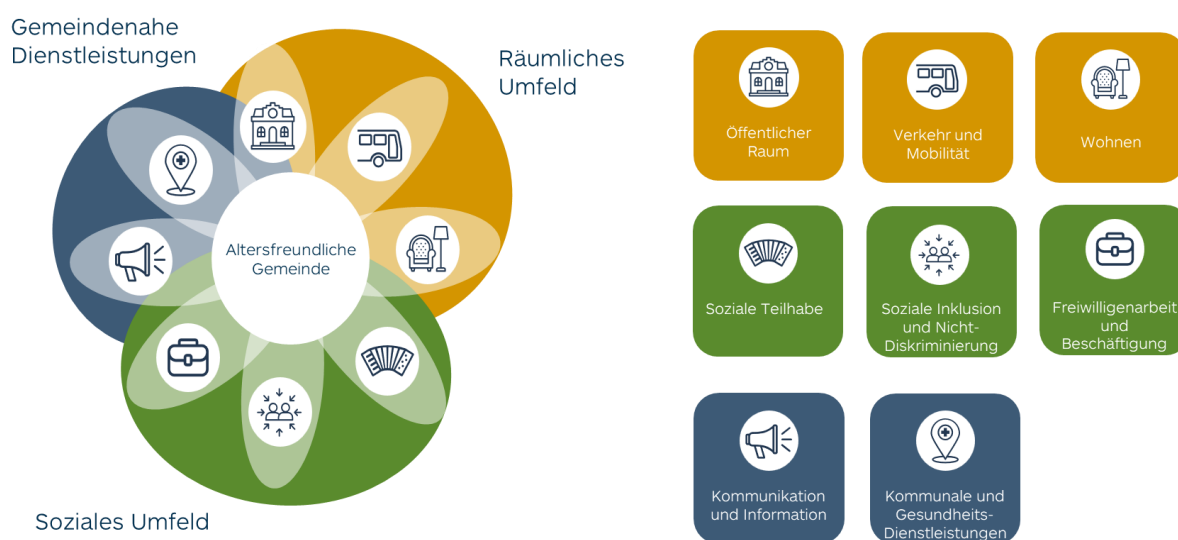 Gemeindenahe
Dienstleistungen
Räumliches
Umfeld
Altersfreundliche
Gemeinde
Soziales Umfeld
Öffentlicher
Raum
Verkehr und
Mobilität
Wohnen
Soziale Teilhabe
Soziale Inklusion
und Nicht-
Diskriminierung
Freiwilligenarbeit
und
Beschäftigung
Kommunikation
und Information
Kommunale und
Gesundheits-
Dienstleistungen